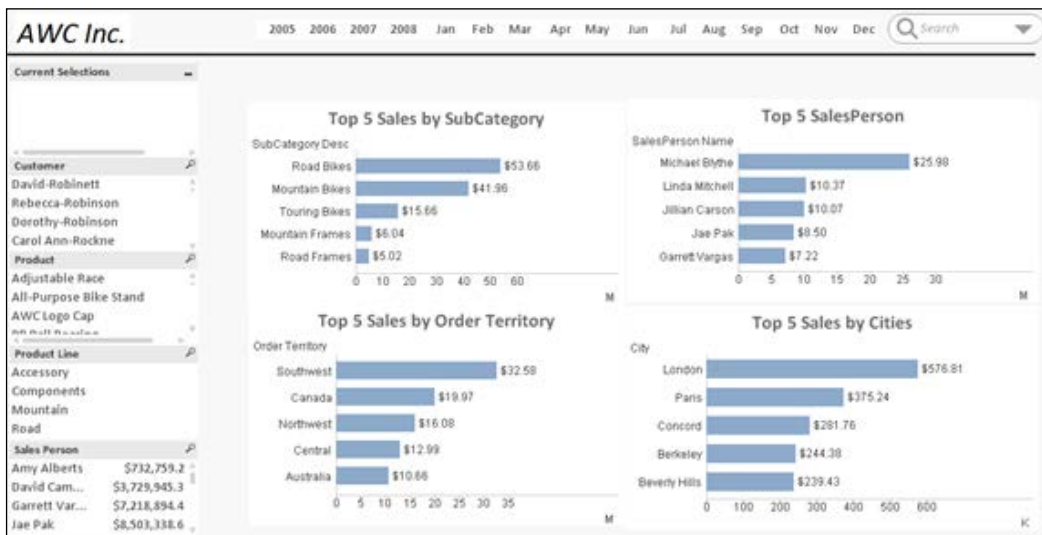 AWC Inc.
2005 2006 2007 2008 Jan Feb Mar Apr May Jun Jul Aug Sep Oct Nov Dec Search
Current Selections
Customer
David-Robinett
Rebecca-Robinson
Dorothy-Robinson
Carol Ann-Rockne
Product
Adjustable Race
All-Purpose Bike Stand
AWC Logo Cap
Product Line
Accessory
Components
Mountain
Road
Sales Person
Amy Alberts $732,759.2
David Cam... $3,729,945.3
Garrett Var... $7,218,894.4
Jae Pak $8,503,338.6
Top 5 Sales by SubCategory
SubCategory Desc
Road Bikes $53.66
Mountain Bikes $41.96
Touring Bikes $15.66
Mountain Frames $6.04
Road Frames $5.02
0 10 20 30 40 50 60
M
Top 5 SalesPerson
SalesPerson Name
Michael Blythe $25.98
Linda Mitchell $10.37
Jillian Carson $10.07
Jae Pak $8.50
Garrett Vargas $7.22
0 5 10 15 20 25 30
M
Top 5 Sales by Order Territory
Order Territory
Southwest $32.58
Canada $19.97
Northwest $16.08
Central $12.99
Australia $10.66
0 5 10 15 20 25 30 35
M
Top 5 Sales by Cities
City
London $576.81
Paris $375.24
Concord $281.76
Berkeley $244.38
Beverly Hills $239.43
0 100 200 300 400 500 600
K